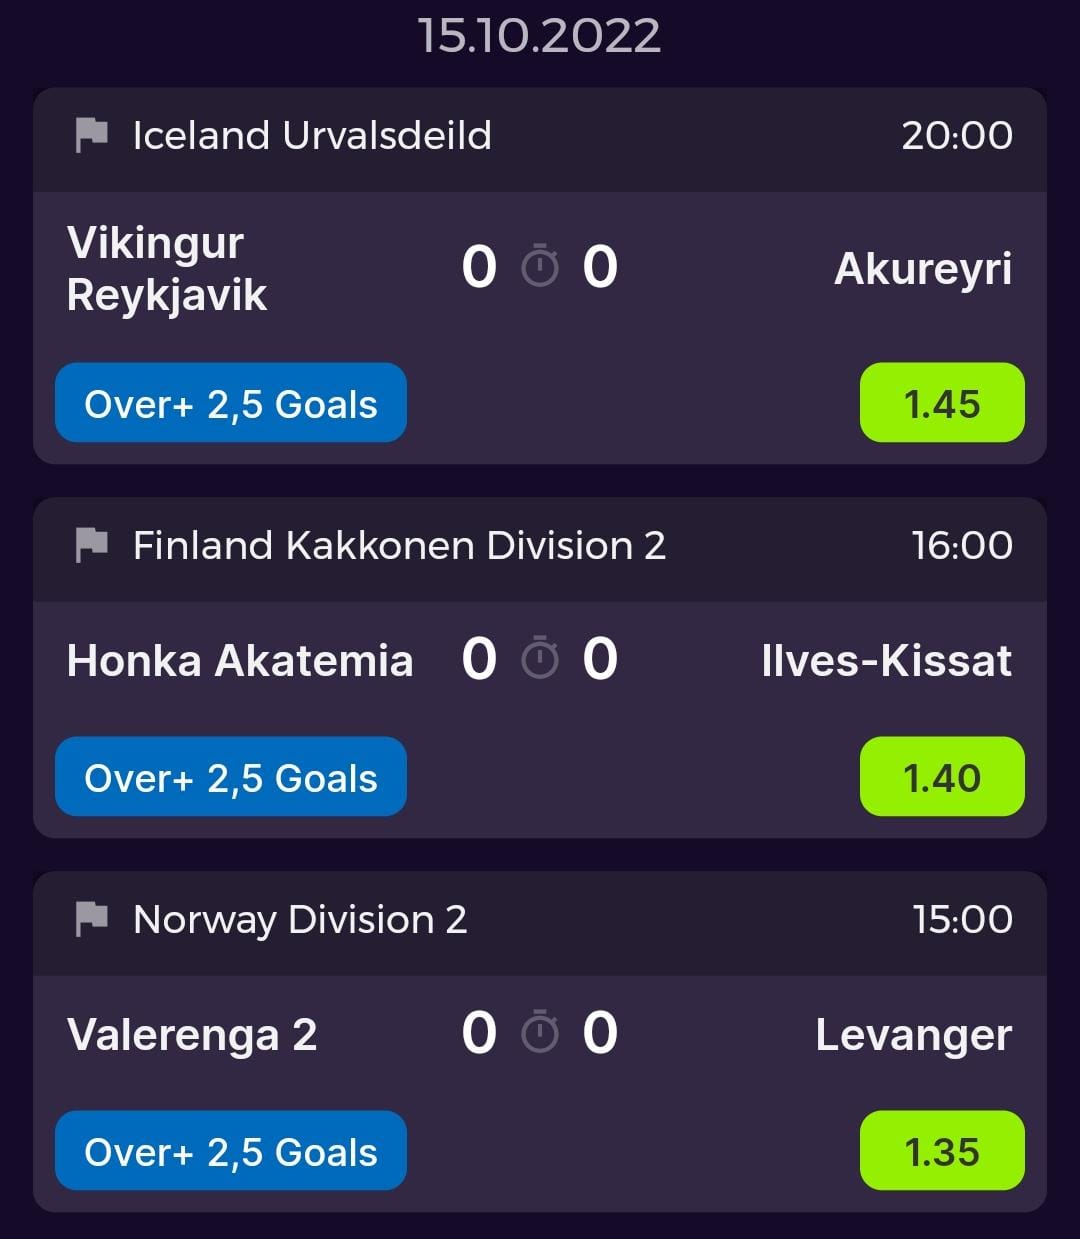 15.10.2022
Iceland Urvalsdeild 20:00
Vikingur
Reykjavik
0 0
Akureyri
Over+ 2,5 Goals 1.45
Finland Kakkonen Division 2 16:00
Honka Akatemia 0 0 Ilves-Kissat
Over+ 2,5 Goals 1.40
Norway Division 2 15:00
Valerenga 2 0 0 Levanger
Over+ 2,5 Goals 1.35